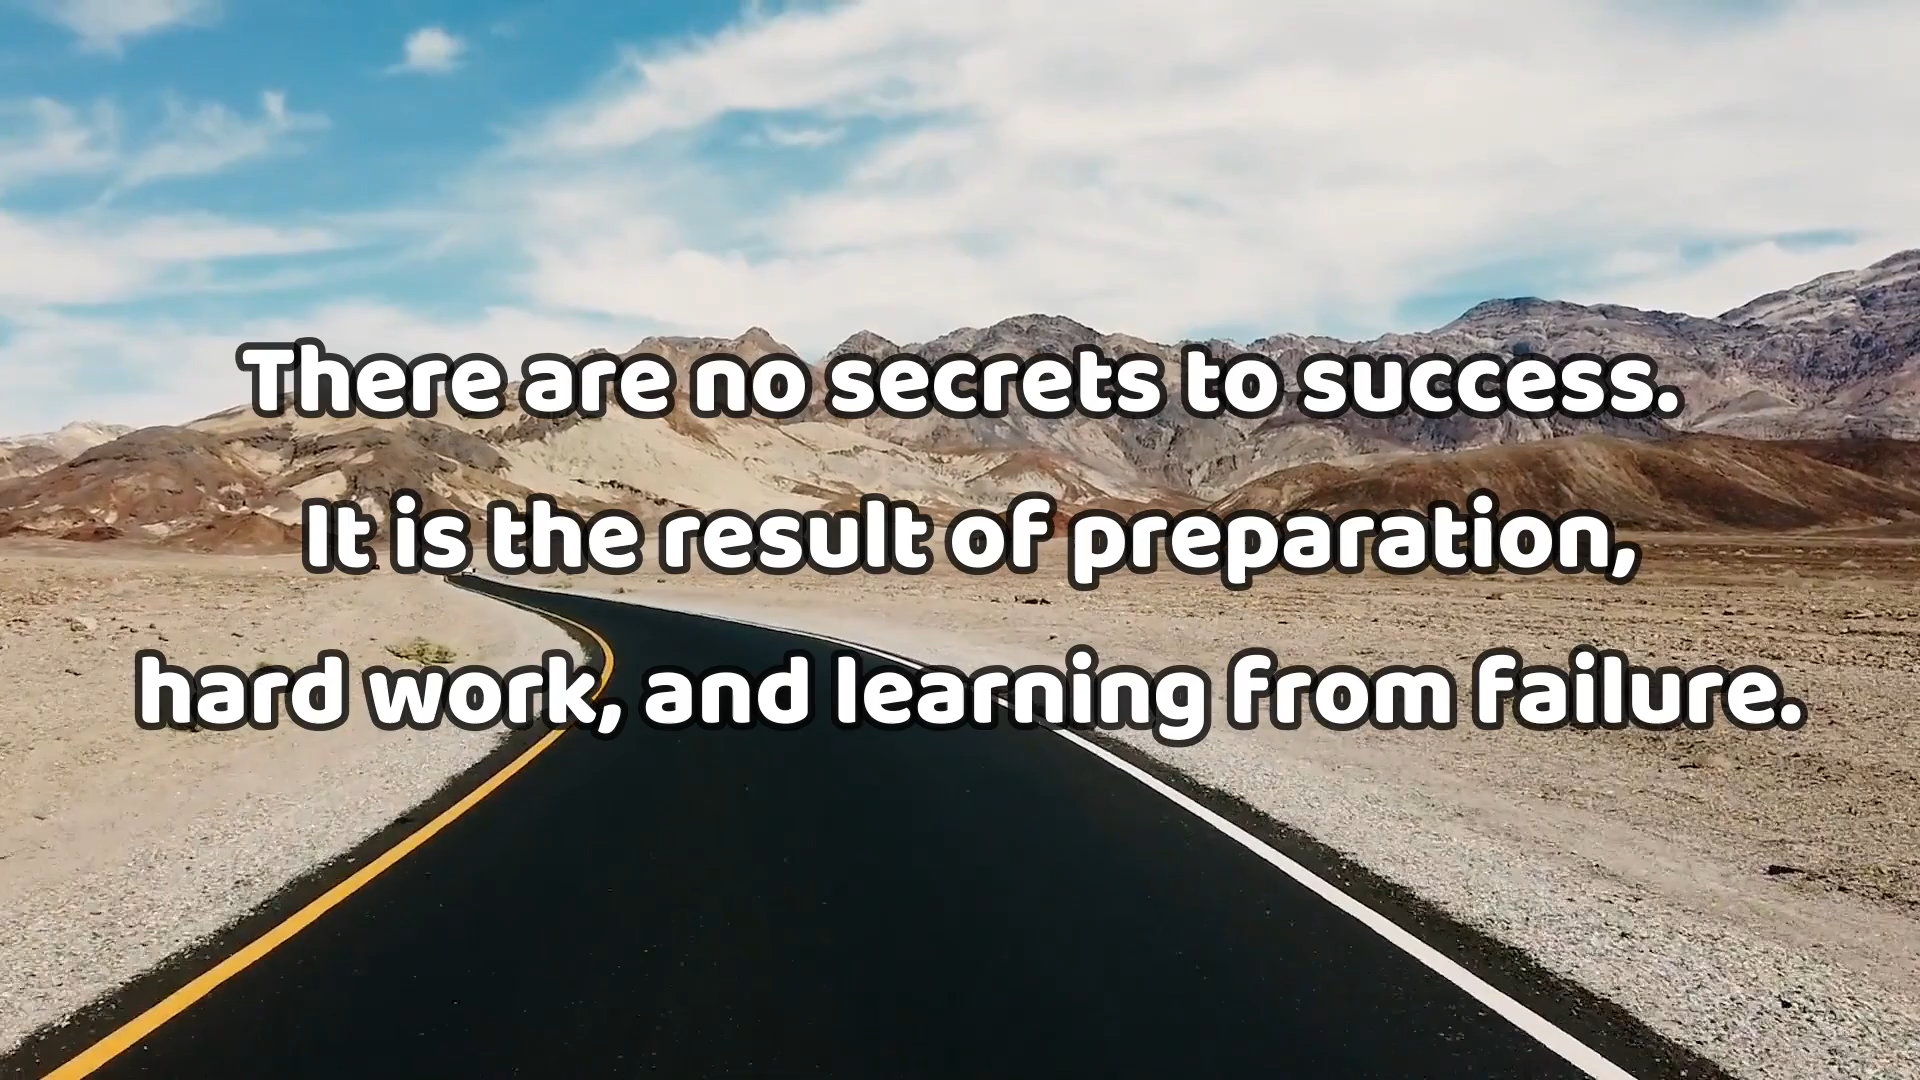 There are no secrets to success.
It is the result of preparation,
hard work, and learning from failure.